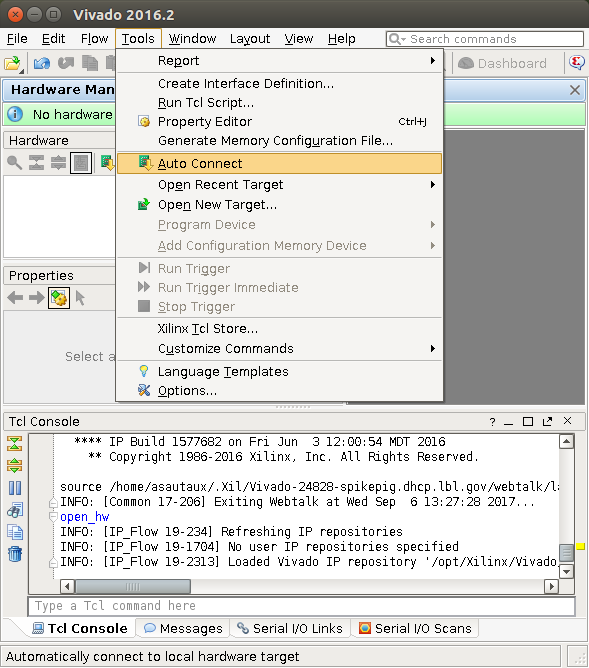 Vivado 2016.2
File Edit Flow Tools Window Layout View Help Search commands
Dashboard
Hardware Man
No hardware
Hardware
Properties
Select a
Report
Create Interface Definition...
Run Tcl Script...
Property Editor Ctrl+J
Generate Memory Configuration File...
Auto Connect
Open Recent Target
Open New Target...
Program Device
Add Configuration Memory Device
Run Trigger
Run Trigger Immediate
Stop Trigger
Xilinx Tcl Store...
Customize Commands
Language Templates
Options...
Tcl Console
**** IP Build 1577682 on Fri Jun  3 12:00:54 MDT 2016
** Copyright 1986-2016 Xilinx, Inc. All Rights Reserved.
source /home/asautaux/.Xil/Vivado-24828-spikepig.dhcp.lbl.gov/webtalk/la
INFO: [Common 17-206] Exiting Webtalk at Wed Sep  6 13:27:28 2017...
open_hw
INFO: [IP_Flow 19-234] Refreshing IP repositories
INFO: [IP_Flow 19-1704] No user IP repositories specified
INFO: [IP_Flow 19-2313] Loaded Vivado IP repository '/opt/Xilinx/Vivado,
Type a Tcl command here
Tcl Console Messages Serial I/O Links Serial I/O Scans
Automatically connect to local hardware target